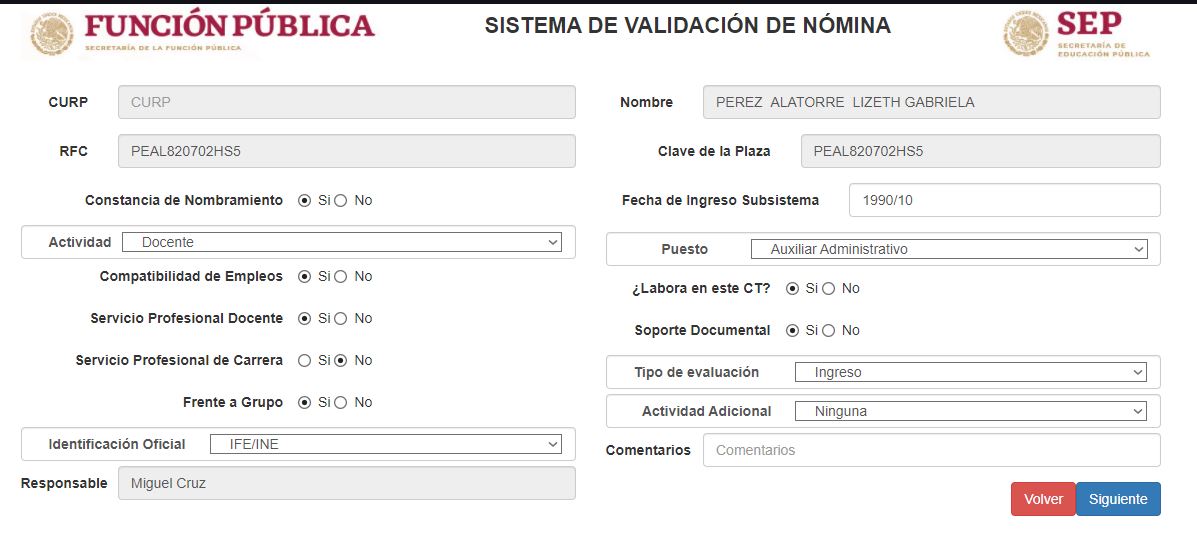 FUNCIÓN PÚBLICA
SECRETARÍA DE LA FUNCIÓN PÚBLICA
SISTEMA DE VALIDACIÓN DE NÓMINA
SEP
SECRETARÍA DE
EDUCACIÓN PÚBLICA
CURP CURP
Nombre PEREZ ALATORRE LIZETH GABRIELA
RFC PEAL820702HS5
Clave de la Plaza PEAL820702HS5
Constancia de Nombramiento Si No
Fecha de Ingreso Subsistema 1990/10
Actividad Docente
Puesto Auxiliar Administrativo
Compatibilidad de Empleos Si No
¿Labora en este CT? Si No
Servicio Profesional Docente Si No
Soporte Documental Si No
Servicio Profesional de Carrera Si No
Tipo de evaluación Ingreso
Frente a Grupo Si No
Actividad Adicional Ninguna
Identificación Oficial IFE/INE
Comentarios Comentarios
Responsable Miguel Cruz
Volver Siguiente